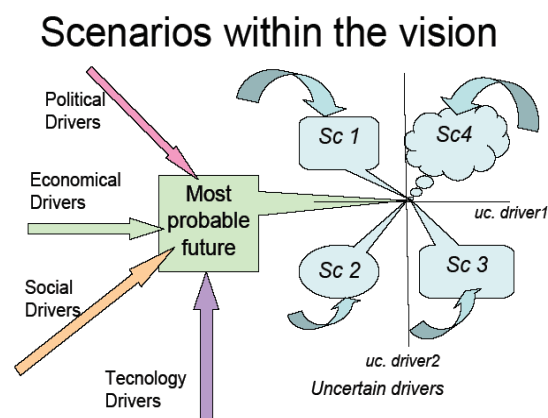 Scenarios within the vision
Political
Drivers
Economical
Drivers
Social
Drivers
Tecnology
Drivers
Most
probable
future
Sc 1
Sc4
Sc 2
Sc 3
uc. driver1
uc. driver2
Uncertain drivers